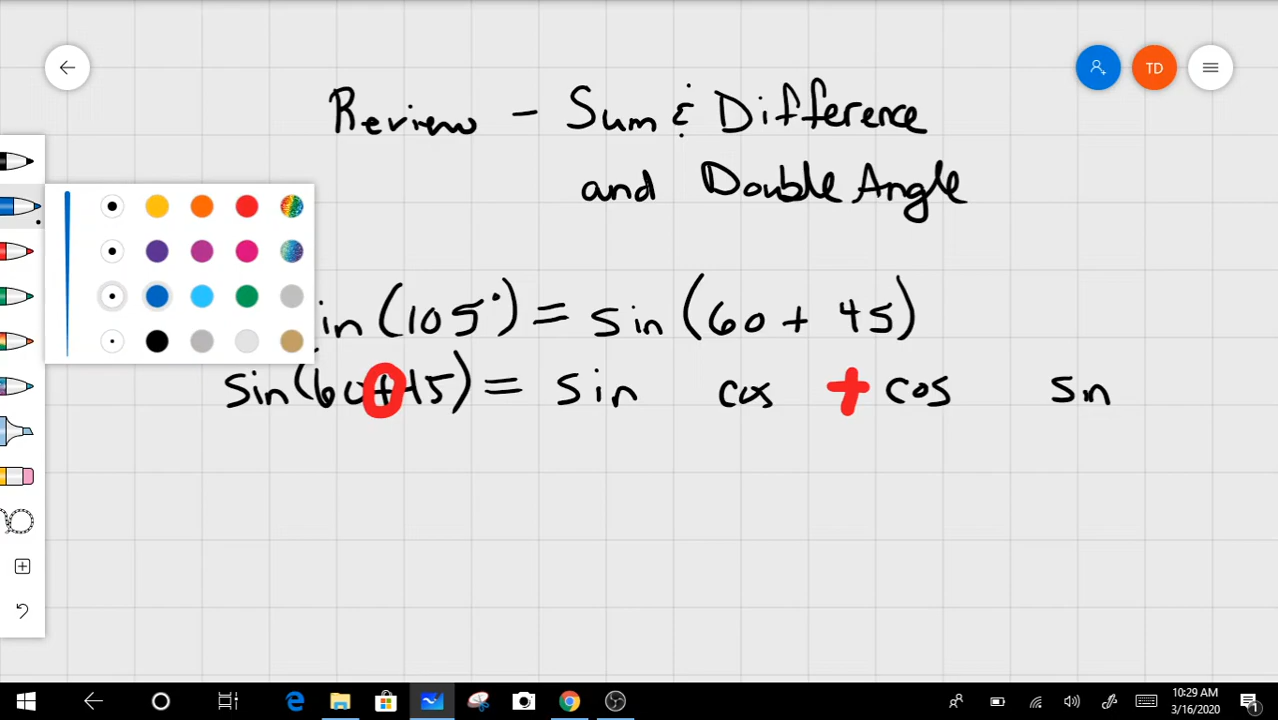 TD
Review - Sum & Difference
and Double Angle
in (105°) = sin (60 + 45)
sin(60+45) = sin cos + cos sin
10:29 AM
3/16/2020